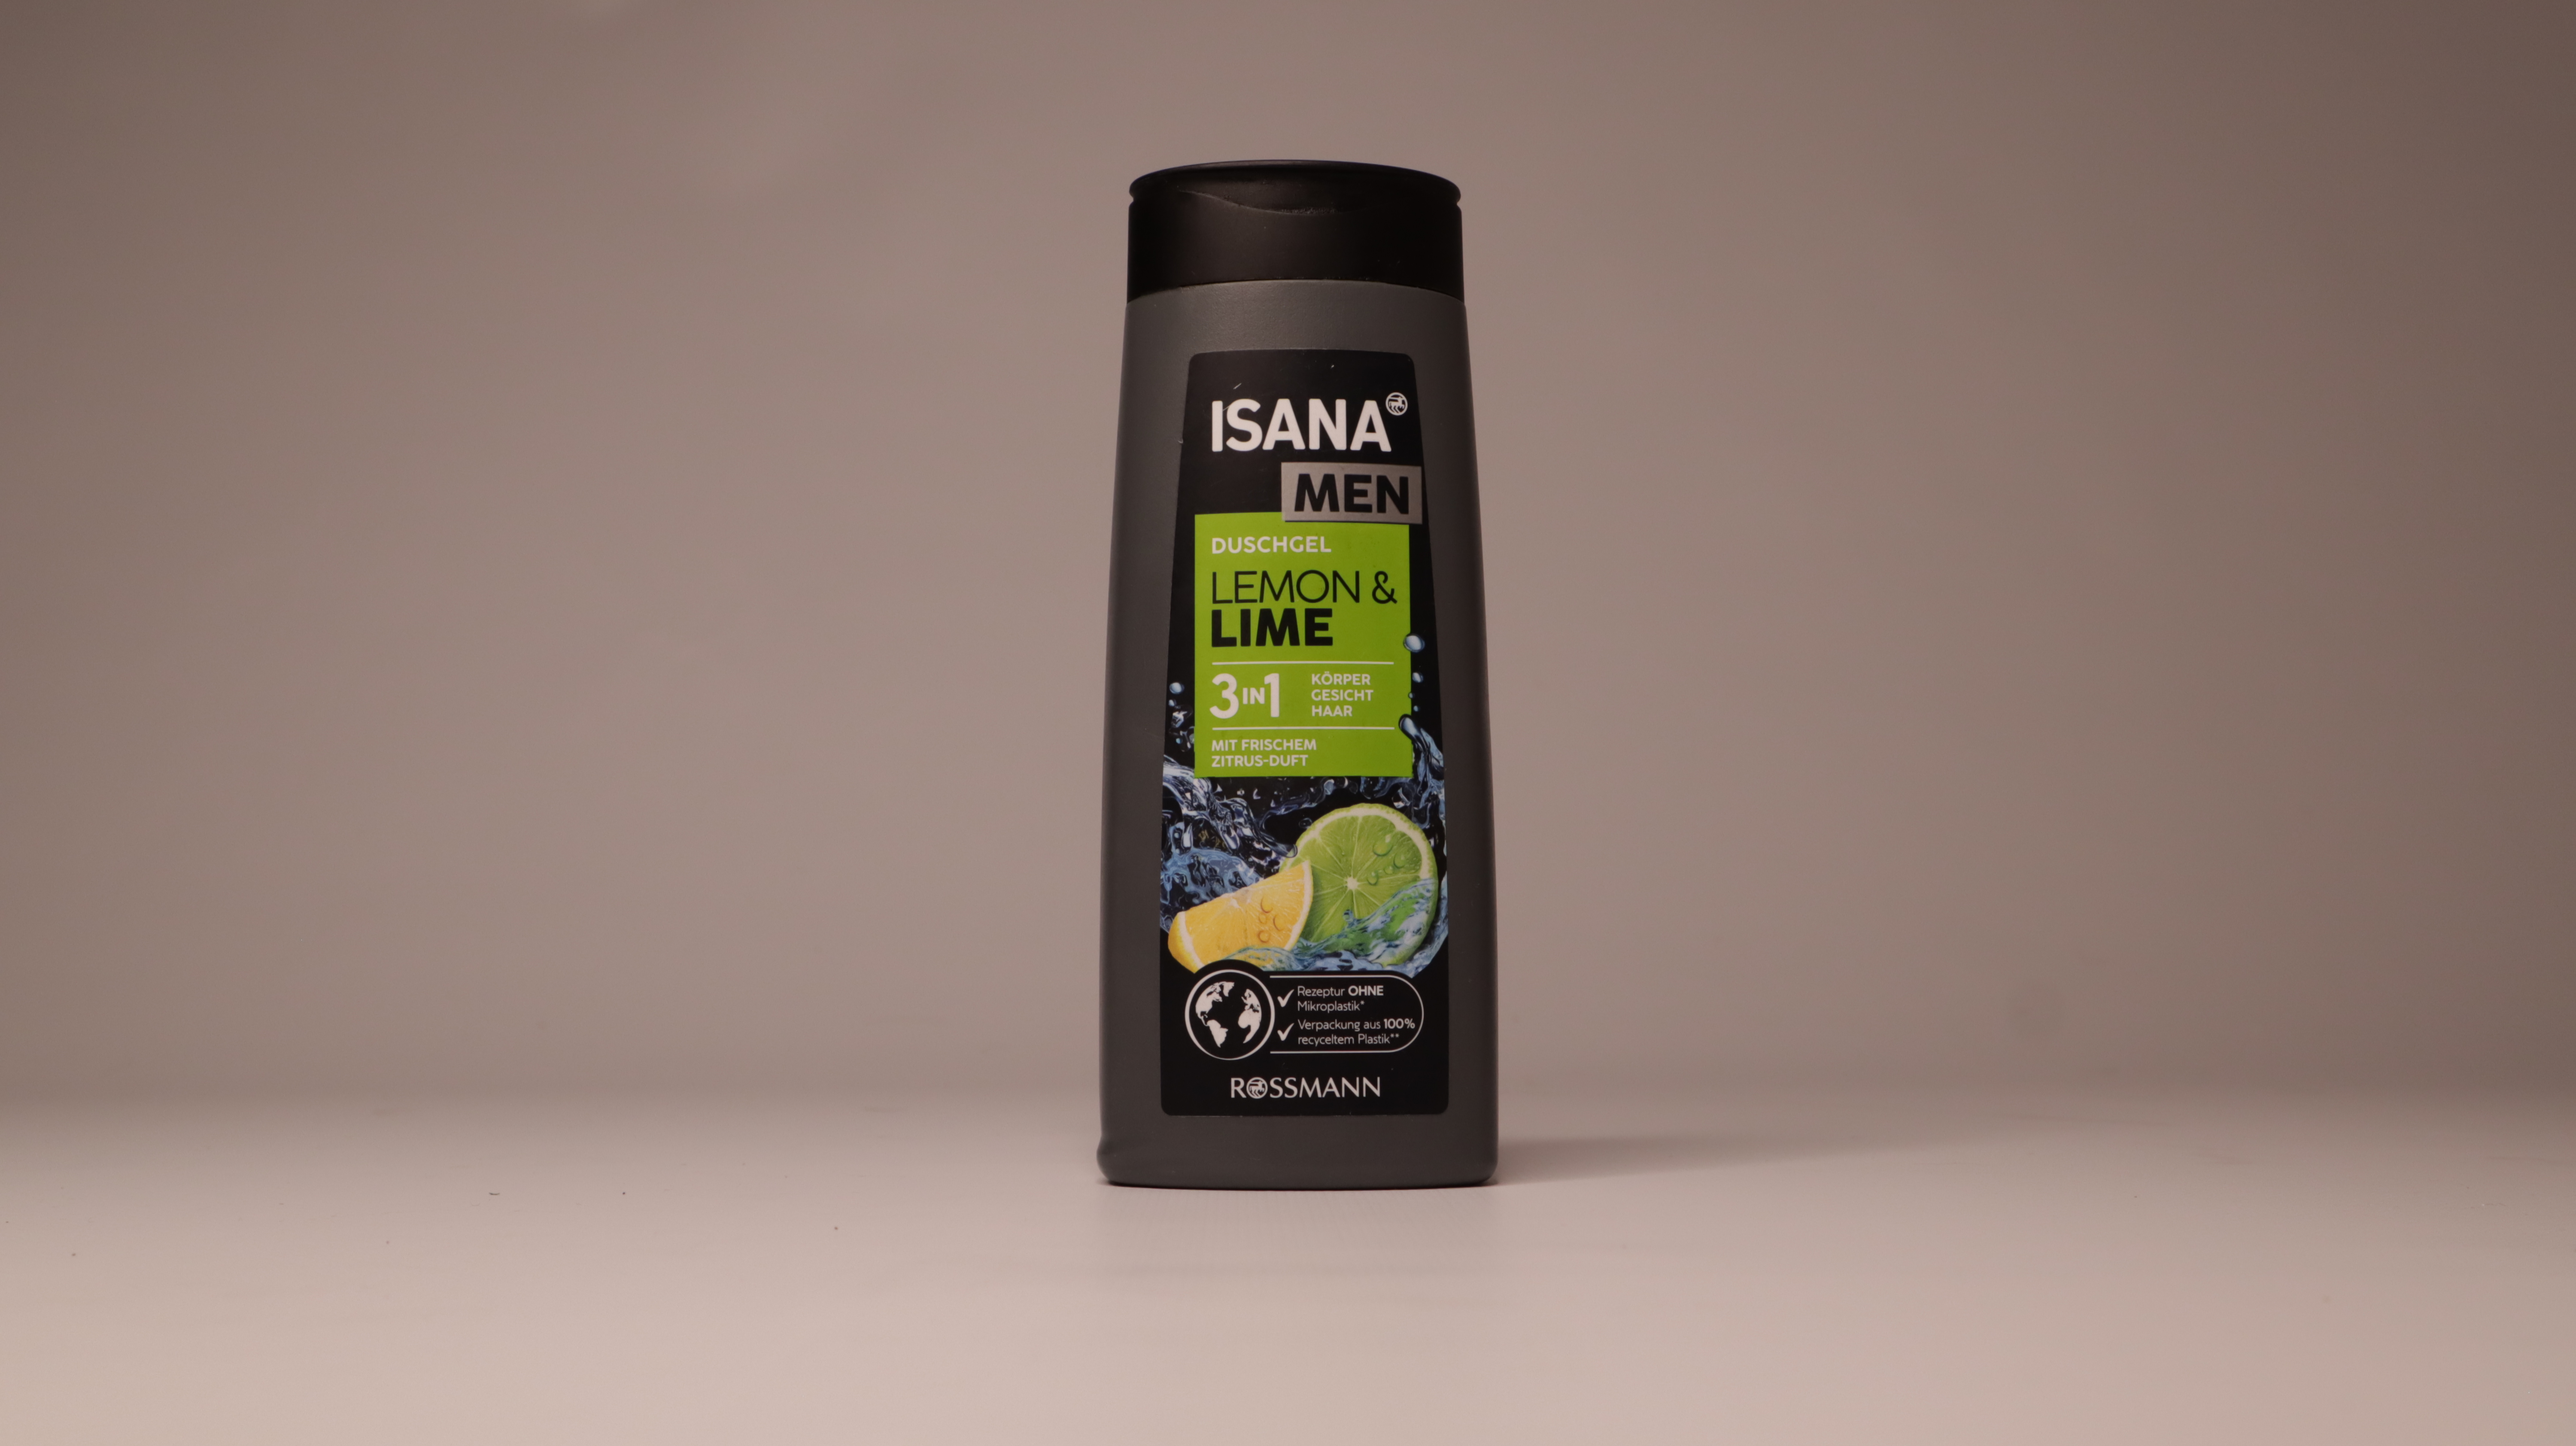 ISANA
MEN
DUSCHGEL
LEMON &
LIME
3IN1
KÖRPER
GESICHT
HAAR
MIT FRISCHEM
ZITRUS-DUFT
Rezeptur OHNE
Mikroplastik*
Verpackung aus 100%
recyceltem Plastik**
ROSSMANN